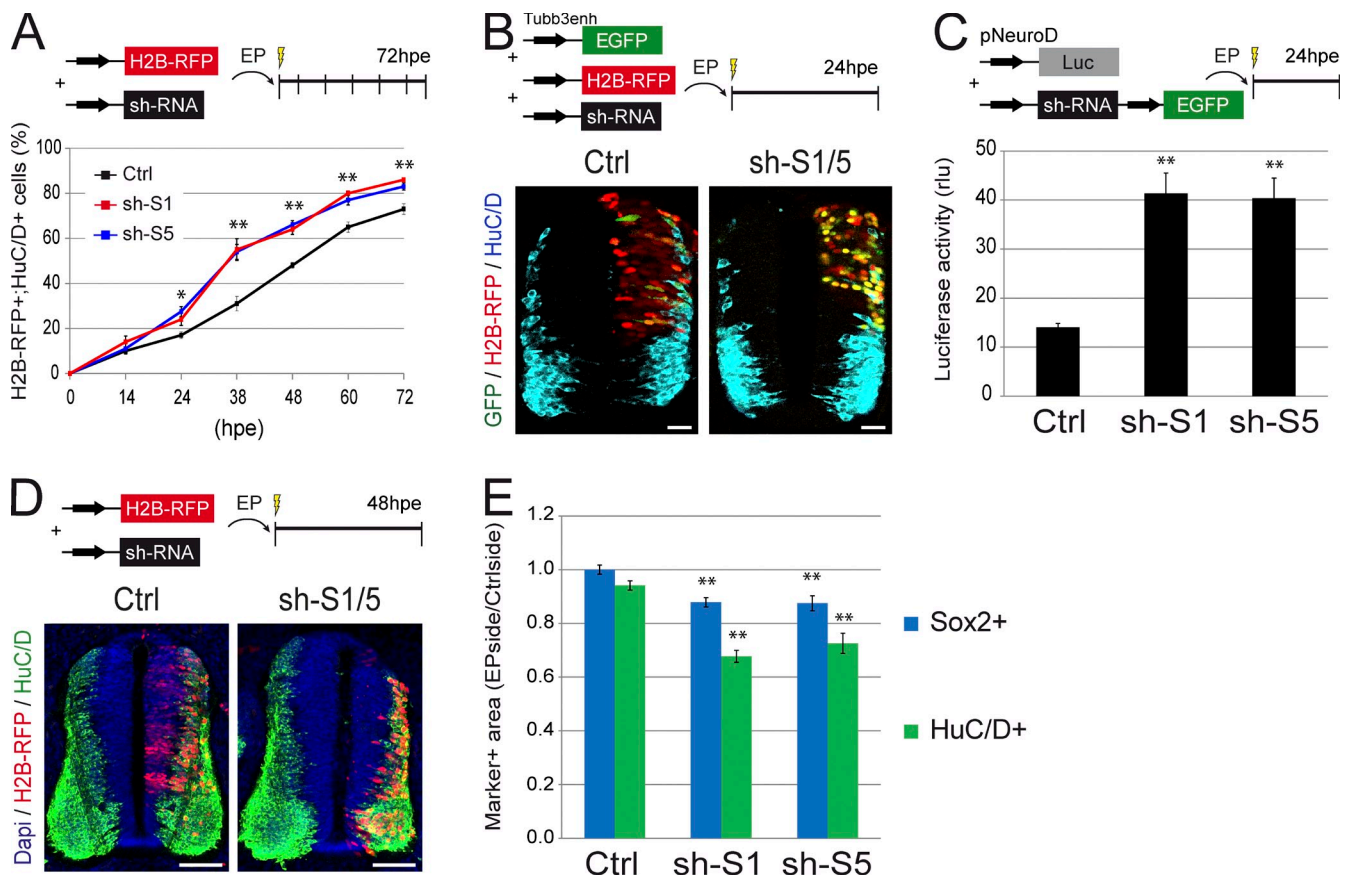 A
H2B-RFP
+
sh-RNA
EP
72hpe
H2B-RFP+;HuC/D+ cells (%)
100
80
60
40
20
0
Ctrl
sh-S1
sh-S5
*
**
**
**
**
0
14
24
38
48
60
72
(hpe)
B
Tubb3enh
EGFP
+
H2B-RFP
+
sh-RNA
EP
24hpe
Ctrl
sh-S1/5
GFP / H2B-RFP / HuC/D
C
pNeuroD
Luc
+
sh-RNA
EGFP
EP
24hpe
Luciferase activity (rlu)
50
40
30
20
10
0
**
**
Ctrl
sh-S1
sh-S5
D
H2B-RFP
+
sh-RNA
EP
48hpe
Ctrl
sh-S1/5
Dapi / H2B-RFP / HuC/D
E
Marker+ area (EPside/Ctrlside)
1.2
1.0
0.8
0.6
0.4
0.2
0.0
**
**
**
**
Ctrl
sh-S1
sh-S5
Sox2+
HuC/D+